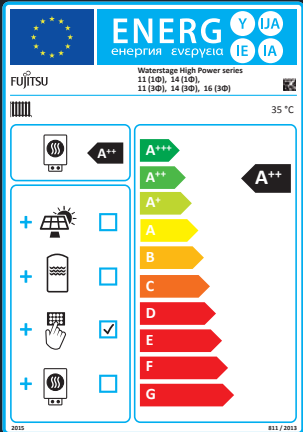 ENERG Y IJA
енергия ενεργεια IE IA
FUJITSU
Waterstage High Power series
11 (1Φ), 14 (1Φ),
11 (3Φ), 14 (3Φ), 16 (3Φ)
35 °C
A++
A+++
A++
A++
A+
A
B
C
D
E
F
G
+
+
+
+
2015
811 / 2013